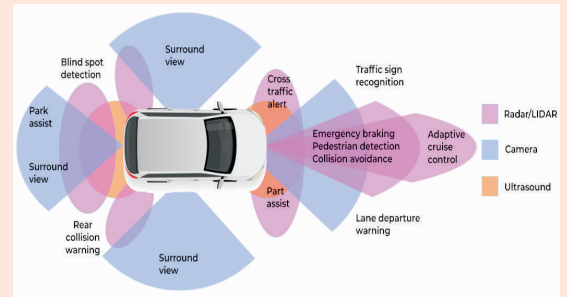 Surround
view
Blind spot
detection
Cross
traffic
alert
Traffic sign
recognition
Park
assist
Surround
view
Emergency braking
Pedestrian detection
Collision avoidance
Adaptive
cruise
control
Radar/LIDAR
Camera
Ultrasound
Part
assist
Rear
collision
warning
Lane departure
warning
Surround
view